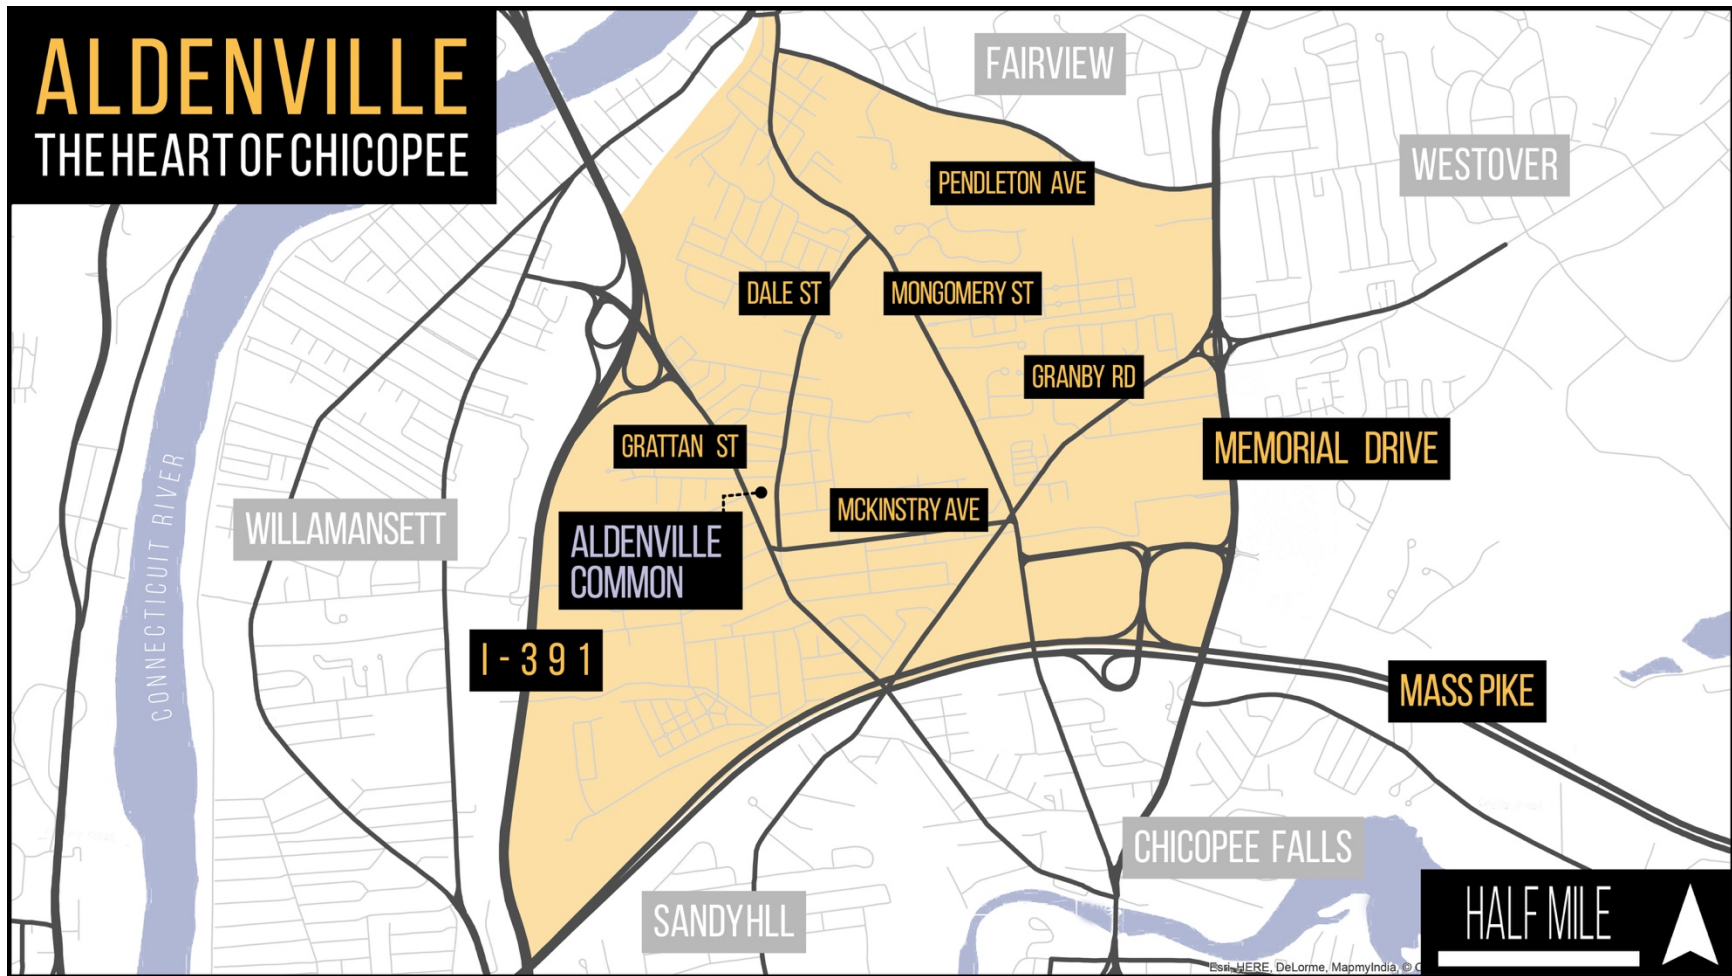 ALDENVILLE
THE HEART OF CHICOPEE
FAIRVIEW
WESTOVER
PENDLETON AVE
DALE ST
MONGOMERY ST
GRANBY RD
GRATTAN ST
MEMORIAL DRIVE
MCKINSTRY AVE
WILLAMANSETT
ALDENVILLE
COMMON
CONNECTICUT RIVER
I-391
MASS PIKE
CHICOPEE FALLS
SANDYHLL
HALF MILE
Esri, HERE, DeLorme, MapmyIndia, ©